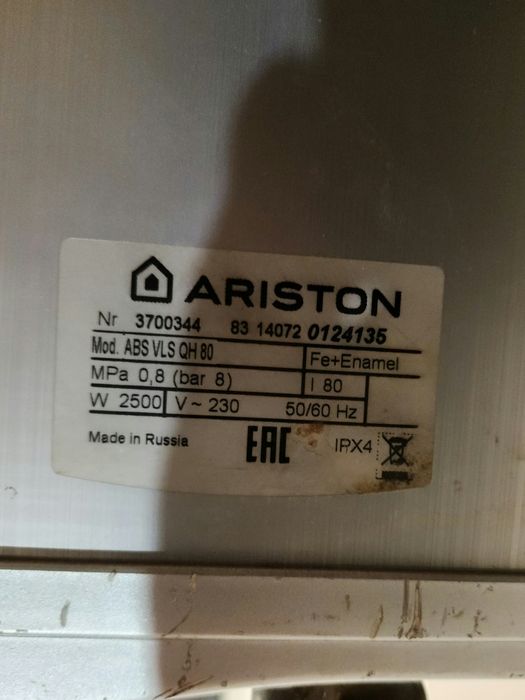 ARISTON
Nr 3700344 83 14072 0124135
Mod. ABS VLS QH 80 Fe+Enamel
MPa 0,8 (bar 8) l 80
W 2500 V ~ 230 50/60 Hz
Made in Russia EAC IPX4